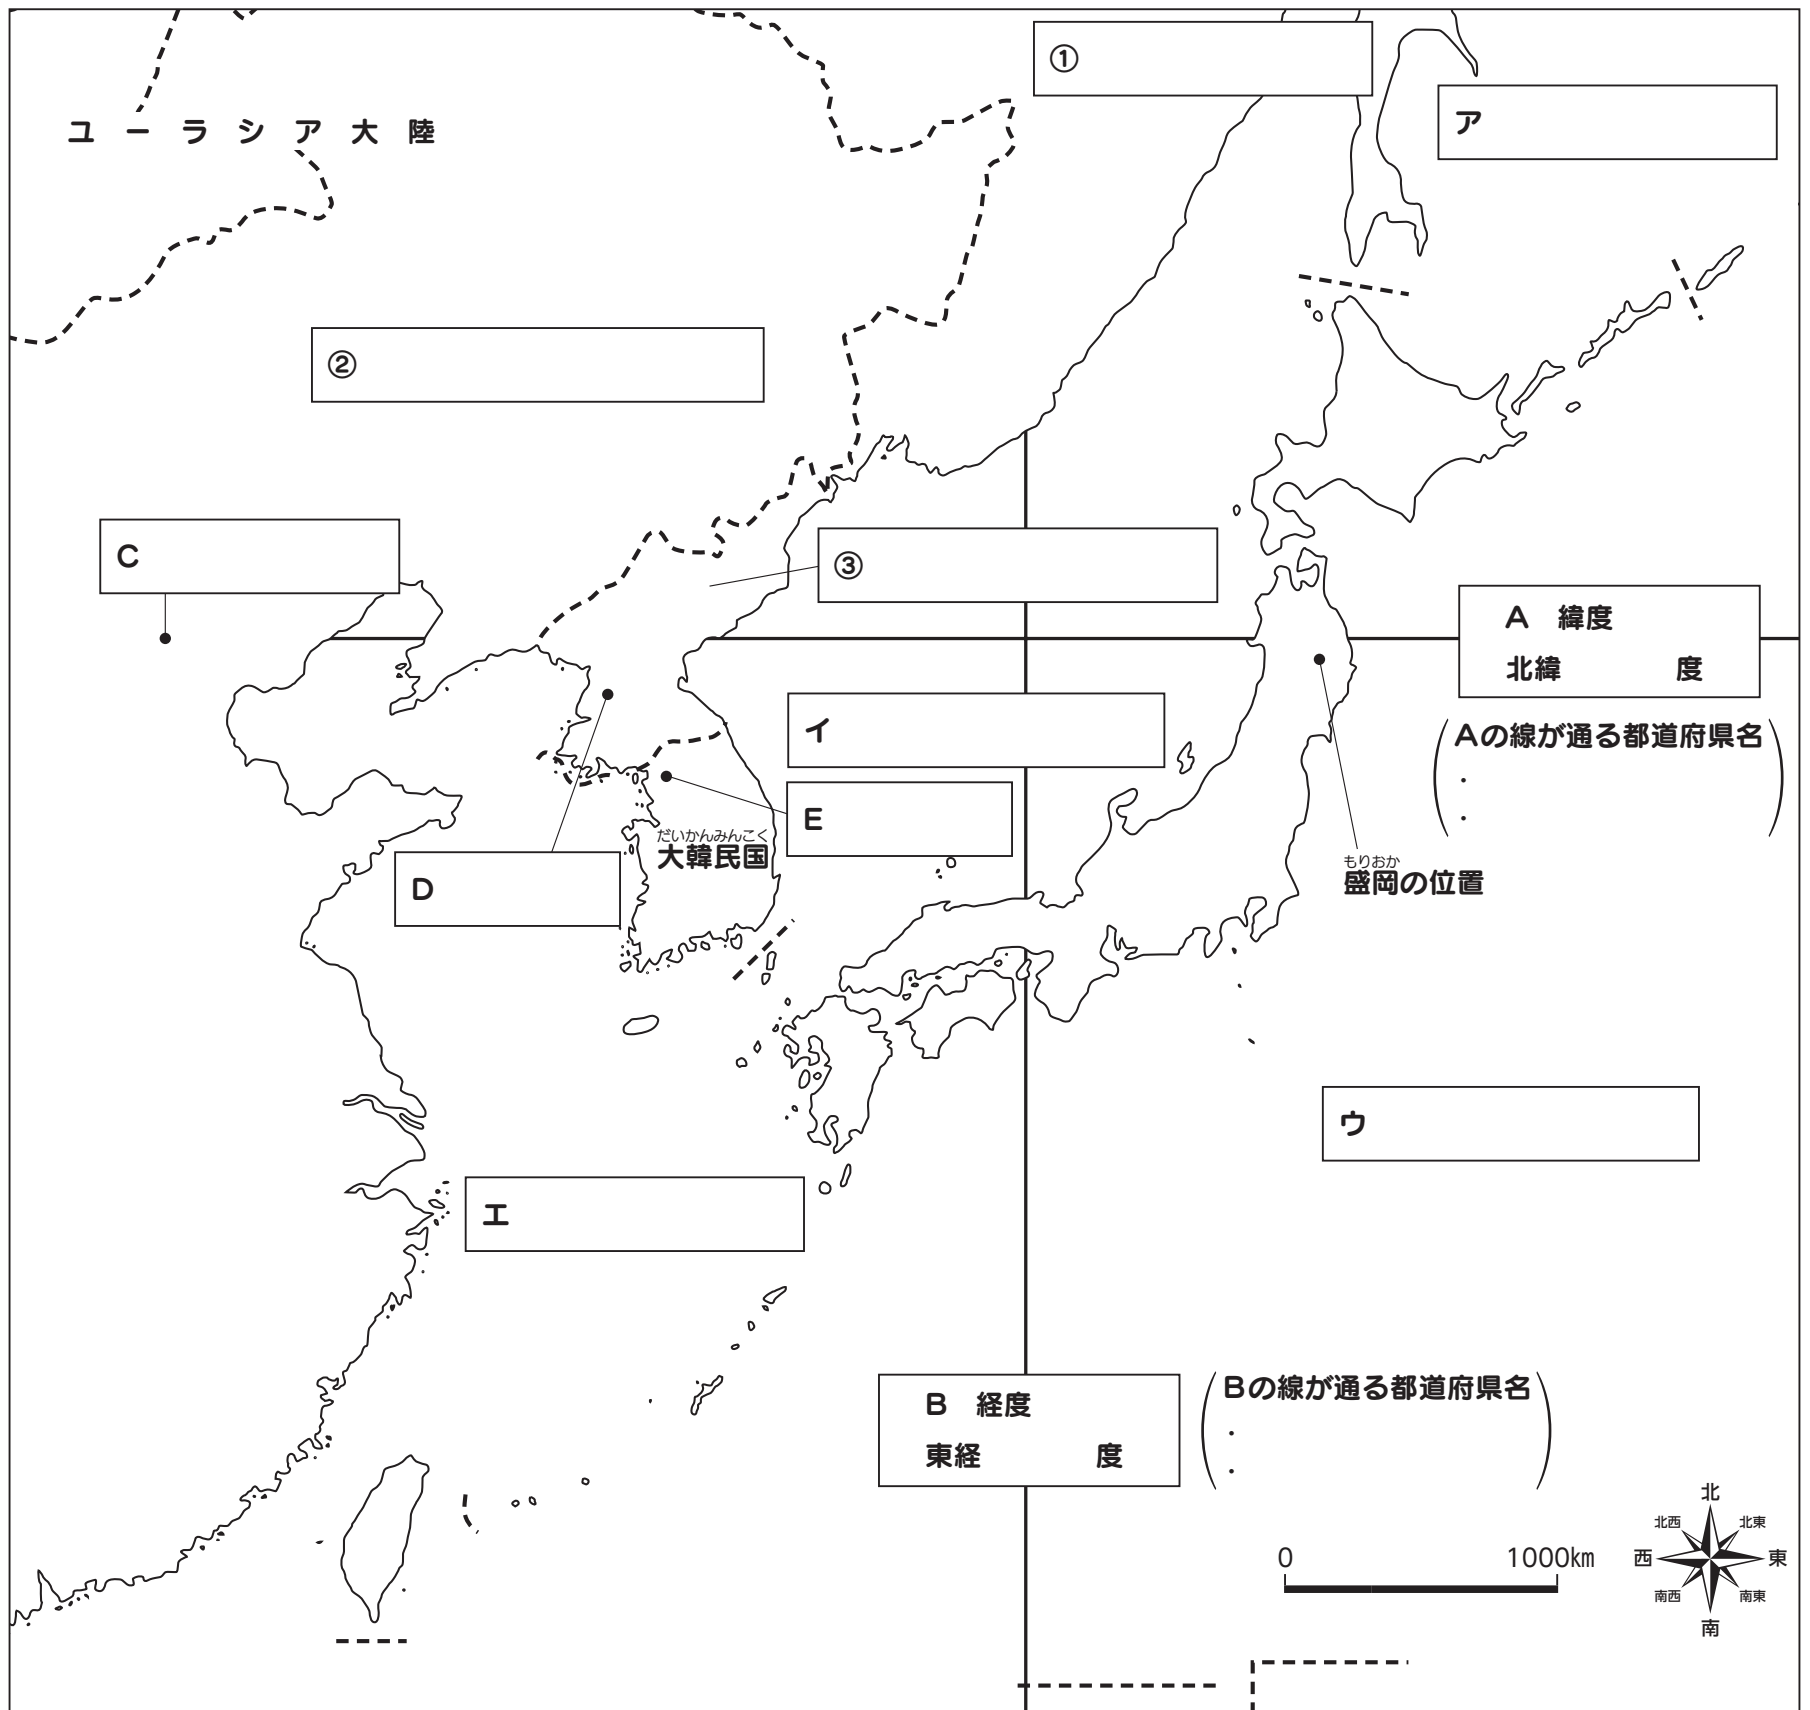 ①
ア
ユーラシア大陸
②
C
③
A 緯度
北緯 度
イ
Aの線が通る都道府県名
・
・
E
だいかんみんこく
大韓民国
D
もりおか
盛岡の位置
ウ
エ
B 経度
東経 度
Bの線が通る都道府県名
・
・
0 1000km
北
北西 北東
西 東
南西 南東
南